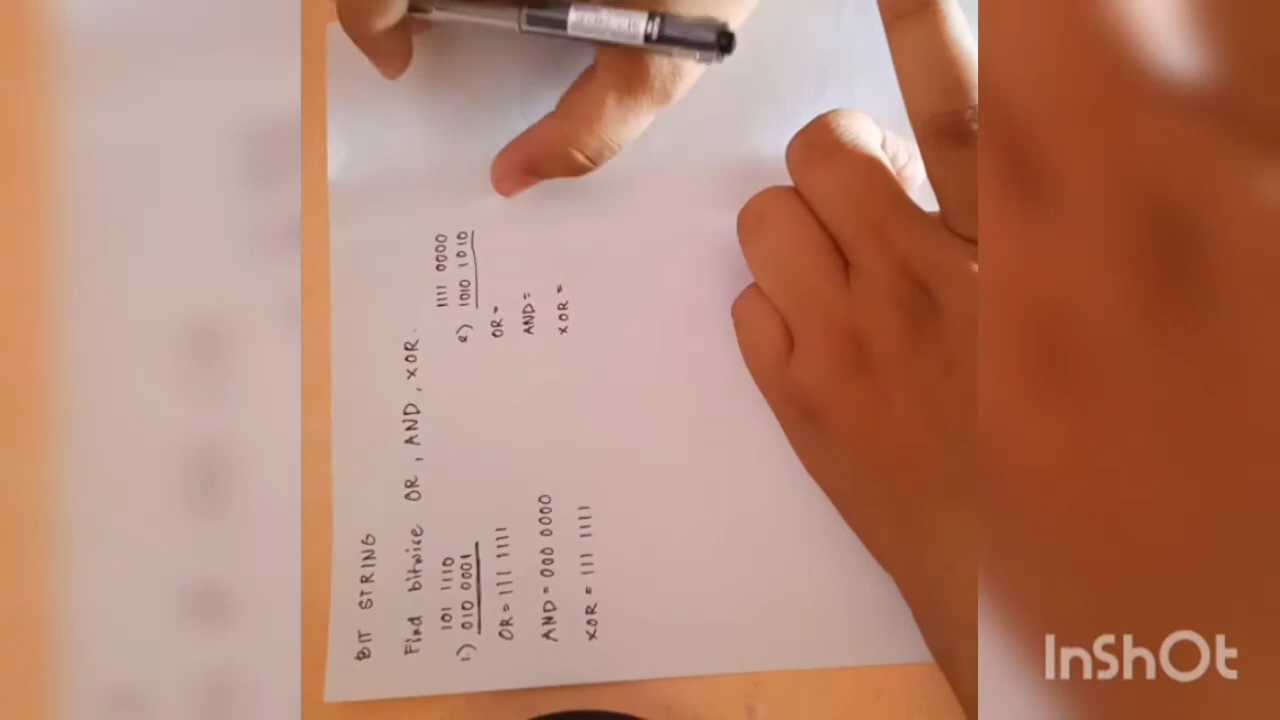 BIT STRING
Find bitwise OR, AND, XOR.
101 1110
1.) 010 0001
OR = 111 1111
AND = 000 0000
XOR = 111 1111
1111 0000
2.) 1010 1010
OR =
AND =
XOR =
InShOt